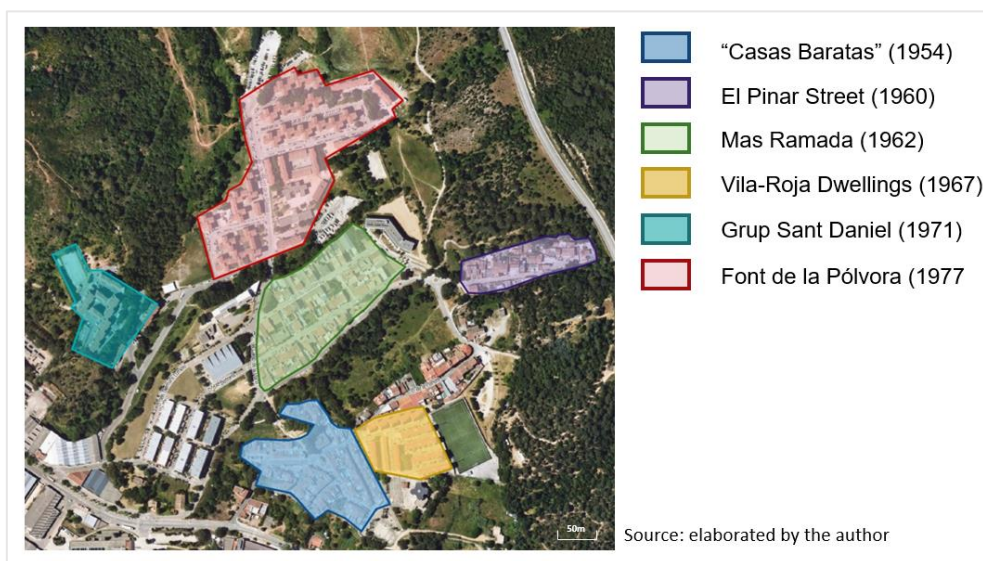 “Casas Baratas” (1954)
El Pinar Street (1960)
Mas Ramada (1962)
Vila-Roja Dwellings (1967)
Grup Sant Daniel (1971)
Font de la Pólvora (1977
50m
Source: elaborated by the author